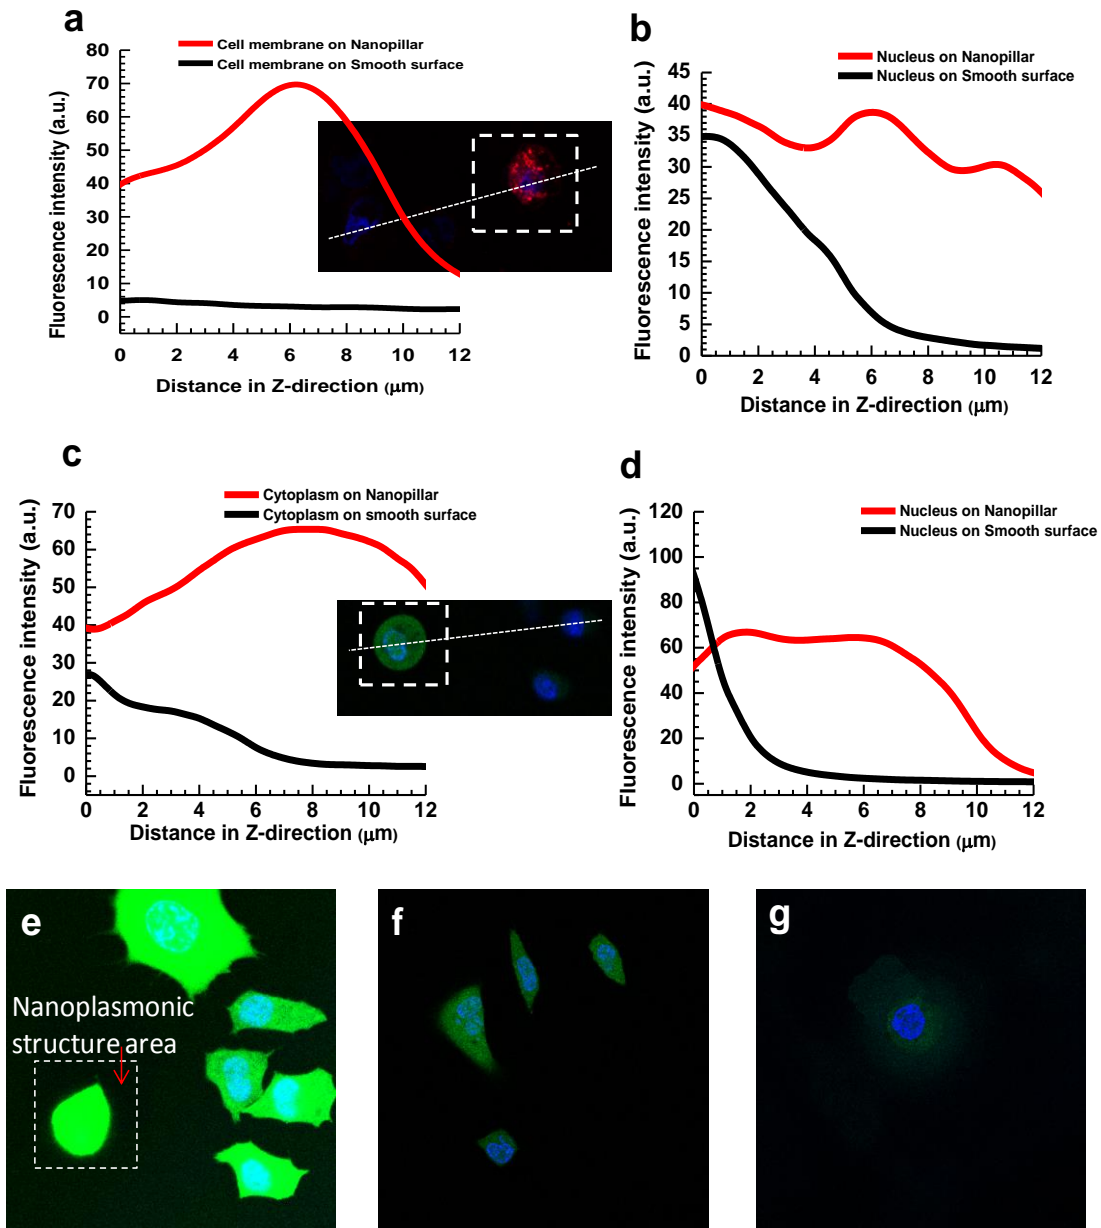 a
Cell membrane on Nanopillar
Cell membrane on Smooth surface
80
70
60
50
40
30
20
10
0
Fluorescence intensity (a.u.)
0 2 4 6 8 10 12
Distance in Z-direction (μm)
b
Nucleus on Nanopillar
Nucleus on Smooth surface
45
40
35
30
25
20
15
10
5
0
Fluorescence intensity (a.u.)
0 2 4 6 8 10 12
Distance in Z-direction (μm)
c
Cytoplasm on Nanopillar
Cytoplasm on smooth surface
70
60
50
40
30
20
10
0
Fluorescence intensity (a.u.)
0 2 4 6 8 10 12
Distance in Z-direction (μm)
d
Nucleus on Nanopillar
Nucleus on Smooth surface
120
100
80
60
40
20
0
Fluorescence intensity (a.u.)
0 2 4 6 8 10 12
Distance in Z-direction (μm)
e
Nanoplasmonic
structure area
f
g